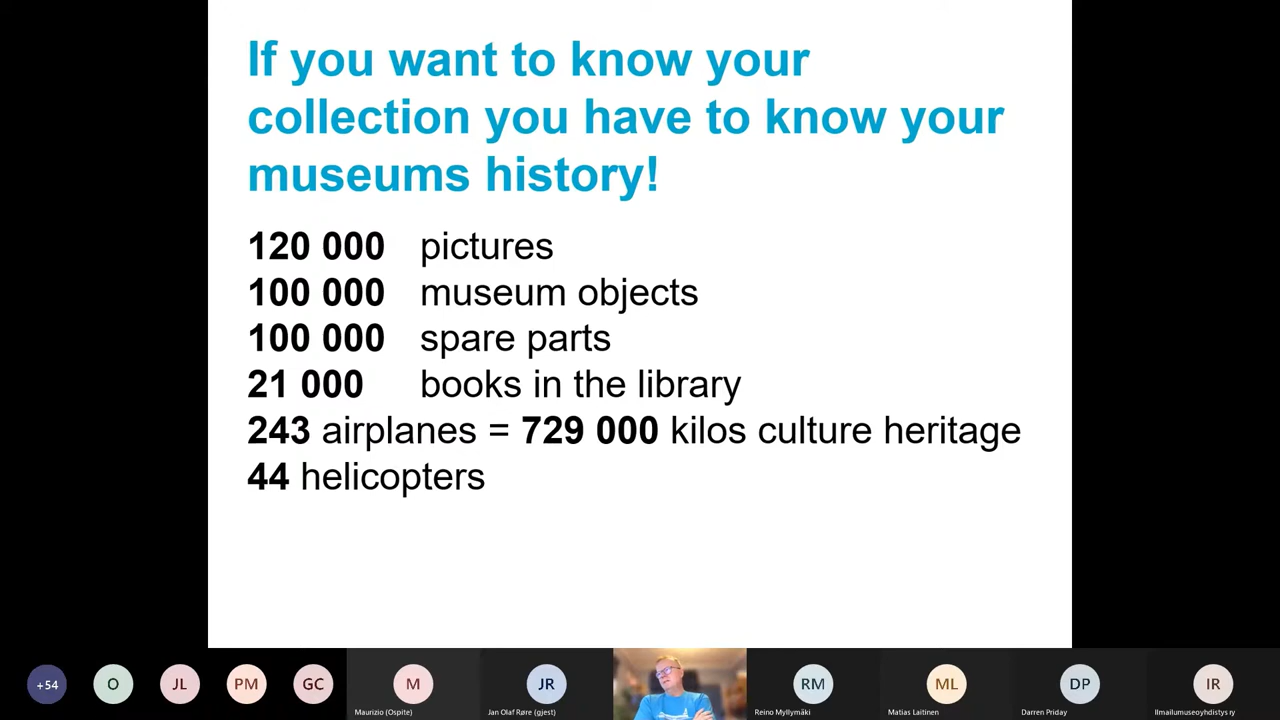 If you want to know your
collection you have to know your
museums history!
120 000 pictures
100 000 museum objects
100 000 spare parts
21 000 books in the library
243 airplanes = 729 000 kilos culture heritage
44 helicopters
+54 O JL PM GC M JR RM ML DP IR
Maurizio (Ospite) Jan Olaf Røre (gjest) Reino Myllymäki Matias Laitinen Darren Priday Ilmailumuseoyhdistys ry